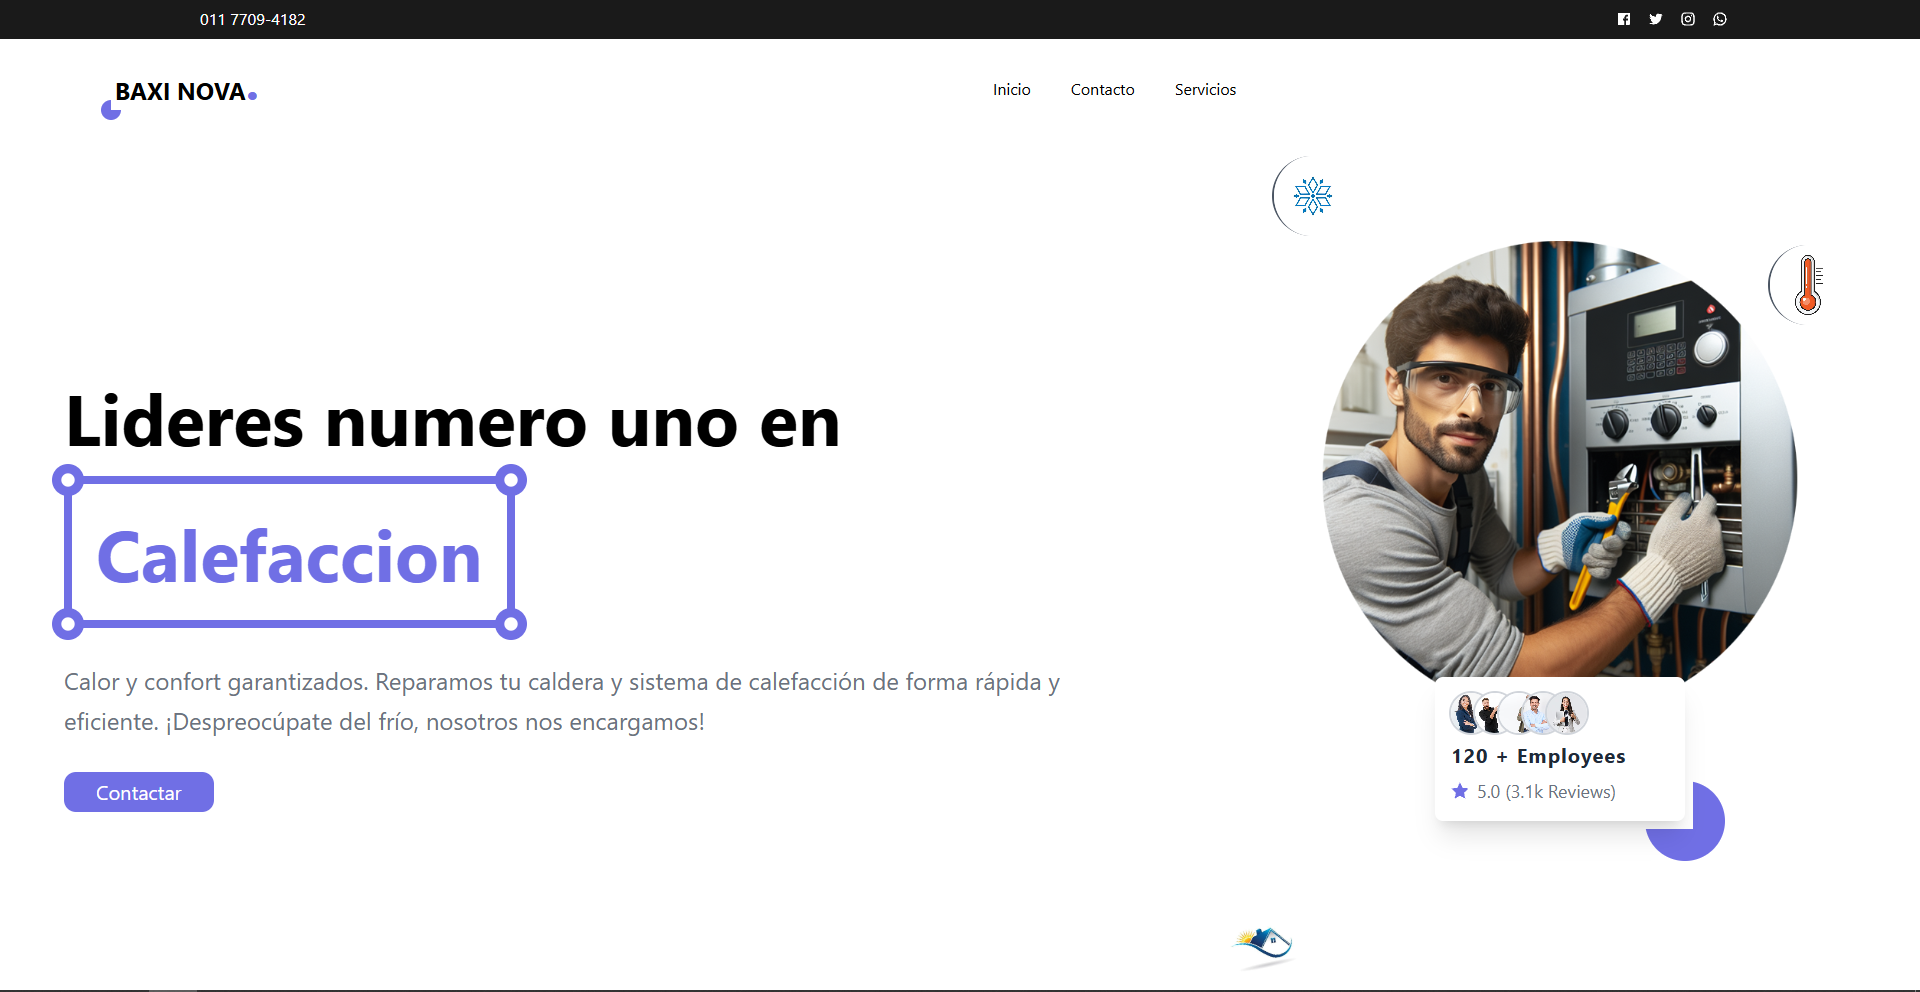 011 7709-4182
BAXI NOVA
Inicio
Contacto
Servicios
Lideres numero uno en
Calefaccion
Calor y confort garantizados. Reparamos tu caldera y sistema de calefacción de forma rápida y
eficiente. ¡Despreocúpate del frío, nosotros nos encargamos!
Contactar
120 + Employees
5.0 (3.1k Reviews)